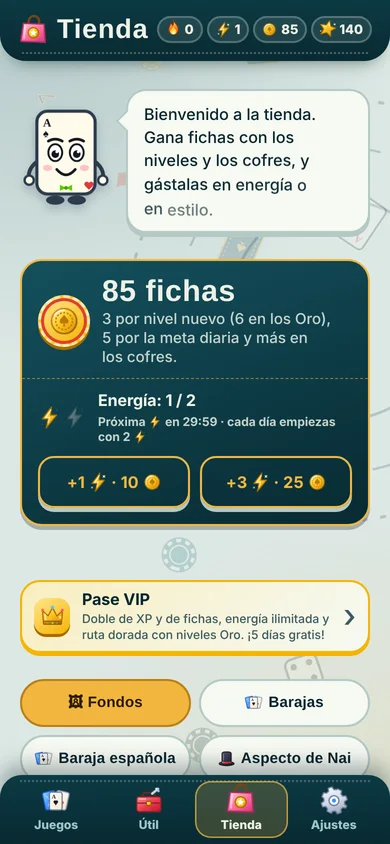 Tienda
0
1
85
140
A
Bienvenido a la tienda.
Gana fichas con los
niveles y los cofres, y
gástalas en energía o
en estilo.
85 fichas
3 por nivel nuevo (6 en los Oro),
5 por la meta diaria y más en
los cofres.
Energía: 1 / 2
Próxima ⚡ en 29:59 · cada día empiezas
con 2 ⚡
+1 ⚡ · 10
+3 ⚡ · 25
Pase VIP
Doble de XP y de fichas, energía ilimitada y
ruta dorada con niveles Oro. ¡5 días gratis!
Fondos
Barajas
Baraja española
Aspecto de Nai
Juegos
Útil
Tienda
Ajustes